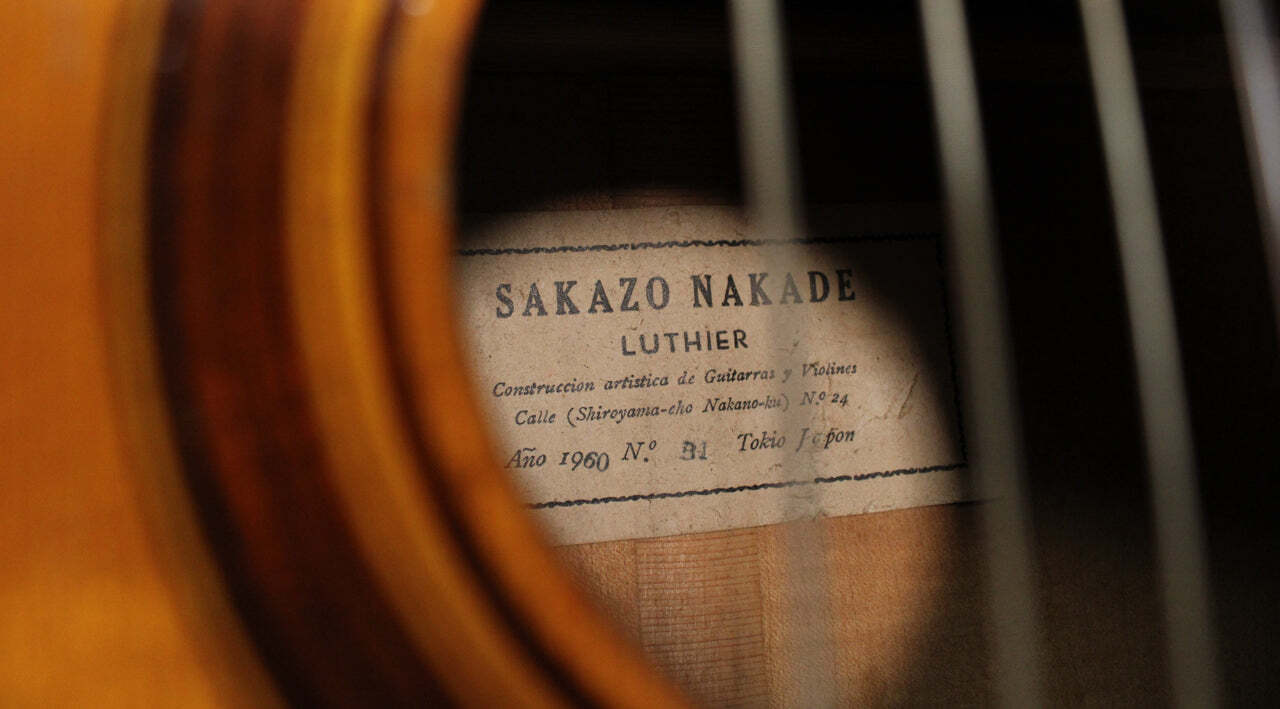 SAKAZO NAKADE
LUTHIER
Construccion artistica de Guitarras y Violines
Calle (Shiroyama-cho Nakano-ku) N.º 24
Año 1960 N.º 31 Tokio Japon